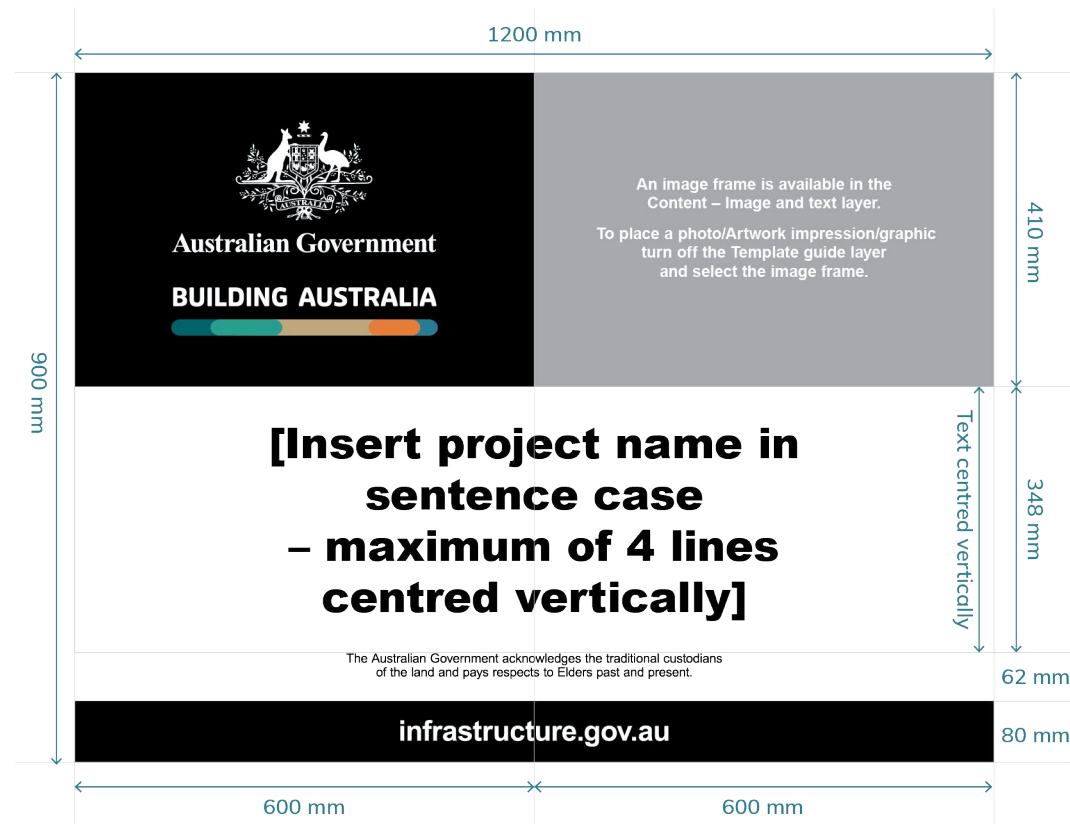 1200 mm
AUSTRALIA
Australian Government
BUILDING AUSTRALIA
An image frame is available in the
Content – Image and text layer.
To place a photo/Artwork impression/graphic
turn off the Template guide layer
and select the image frame.
410 mm
900 mm
[Insert project name in
sentence case
– maximum of 4 lines
centred vertically]
Text centred vertically
348 mm
The Australian Government acknowledges the traditional custodians
of the land and pays respects to Elders past and present.
62 mm
infrastructure.gov.au
80 mm
600 mm
600 mm